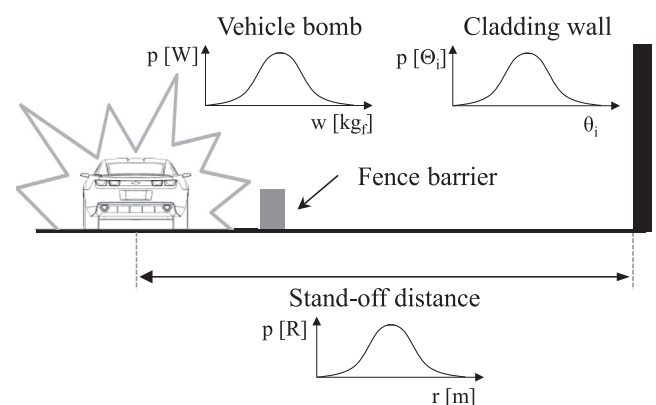 Vehicle bomb
p [W]
w [kgf]
Cladding wall
p [Θi]
θi
Fence barrier
Stand-off distance
p [R]
r [m]